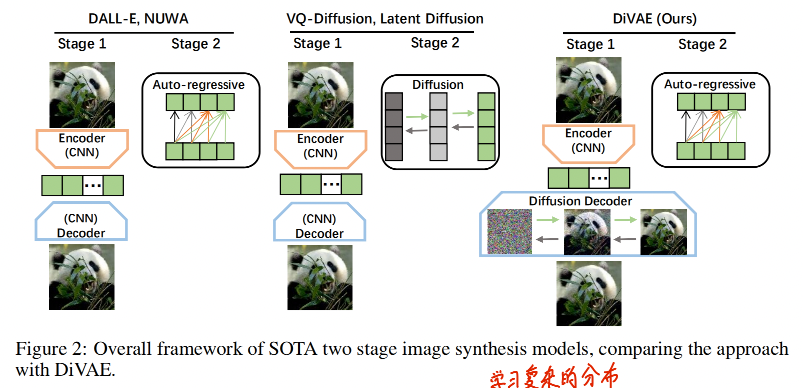 DALL-E, NUWA
Stage 1 Stage 2
Auto-regressive
Encoder
(CNN)
...
(CNN)
Decoder
VQ-Diffusion, Latent Diffusion
Stage 1 Stage 2
Diffusion
Encoder
(CNN)
...
(CNN)
Decoder
DiVAE (Ours)
Stage 1 Stage 2
Auto-regressive
Encoder
(CNN)
...
Diffusion Decoder
Figure 2: Overall framework of SOTA two stage image synthesis models, comparing the approach
with DiVAE.
学习要求的分布